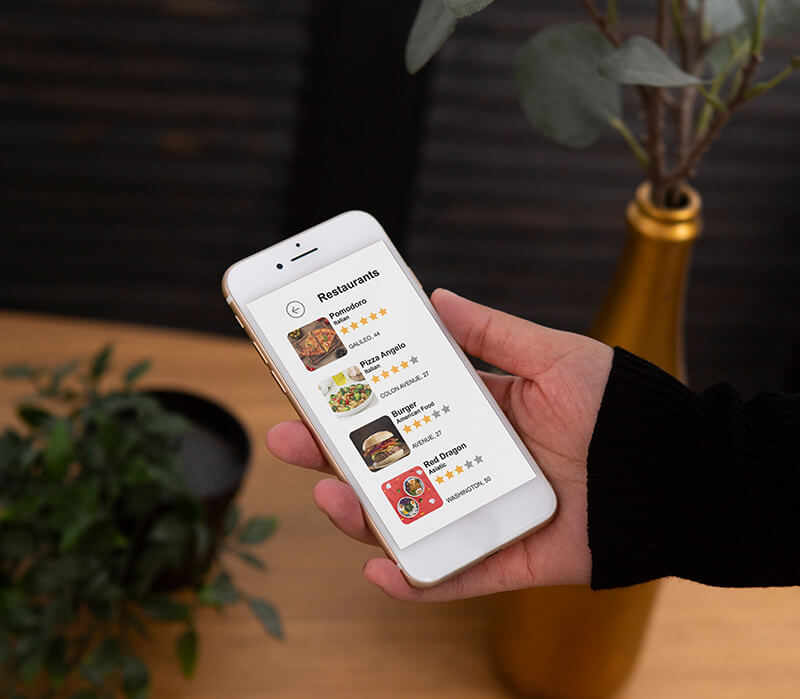 Restaurants
Pomodoro
Italian
GALILEO, 44
Pizza Angelo
Italian
COLON AVENUE, 27
Burger
American Food
AVENUE, 27
Red Dragon
Asiatic
WASHINGTON, 50